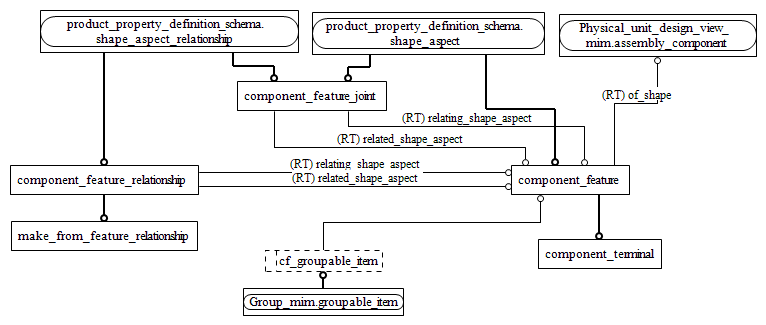 product_property_definition_schema.
shape_aspect_relationship
product_property_definition_schema.
shape_aspect
Physical_unit_design_view_
mim.assembly_component
component_feature_joint
(RT) of_shape
(RT) relating_shape_aspect
(RT) related_shape_aspect
(RT) relating_shape_aspect
(RT) related_shape_aspect
component_feature_relationship
component_feature
make_from_feature_relationship
component_terminal
cf_groupable_item
Group_mim.groupable_item